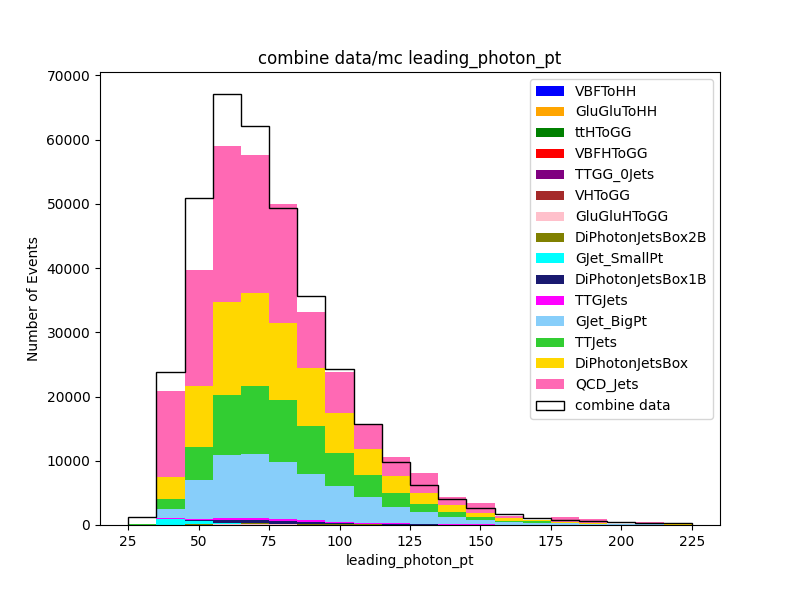 combine data/mc leading_photon_pt
70000
60000
50000
40000
30000
20000
10000
0
Number of Events
VBFToHH
GluGluToHH
ttHToGG
VBFHToGG
TTGG_0Jets
VHToGG
GluGluHToGG
DiPhotonJetsBox2B
GJet_SmallPt
DiPhotonJetsBox1B
TTGJets
GJet_BigPt
TTJets
DiPhotonJetsBox
QCD_Jets
combine data
25 50 75 100 125 150 175 200 225
leading_photon_pt